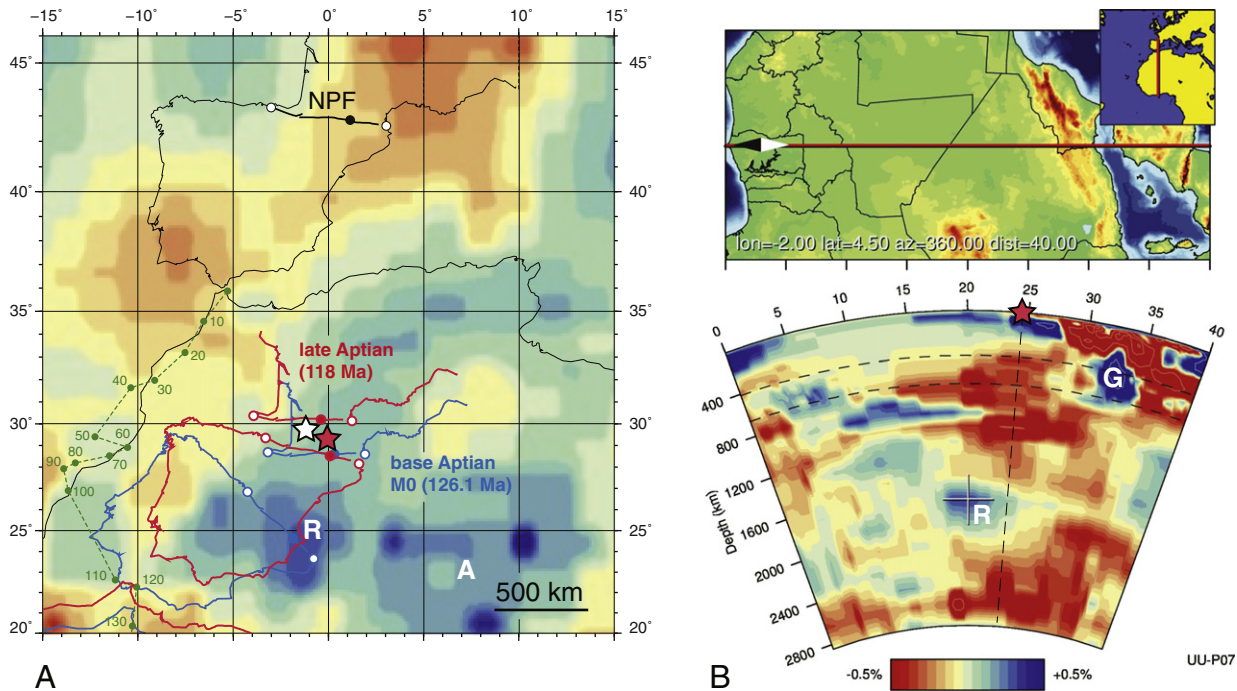 −15˚ −10˚ −5˚ 0˚ 5˚ 10˚ 15˚
45˚ 45˚
NPF
40˚ 40˚
35˚ 35˚
10
20
30
40
late Aptian
(118 Ma)
30˚ 30˚
50
60
70
80
90
100
base Aptian
M0 (126.1 Ma)
25˚ 25˚
R
A
110
120
130
500 km
20˚ 20˚
A
lon=-2.00 lat=4.50 az=360.00 dist=40.00
0 5 10 15 20 25 30 35 40
G
R
400
800
1200
1600
2000
2400
2800
Depth (km)
-0.5% +0.5%
UU-P07
B